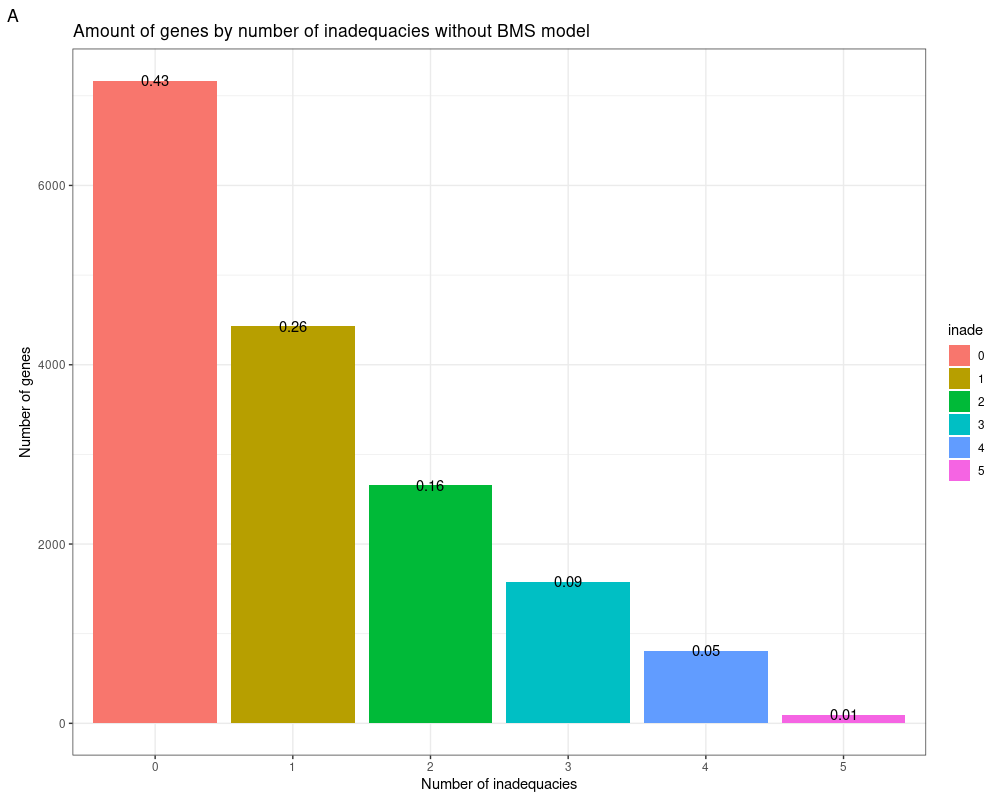 A
Amount of genes by number of inadequacies without BMS model
0.43
0.26
0.16
0.09
0.05
0.01
6000
4000
2000
0
Number of genes
0 1 2 3 4 5
Number of inadequacies
inade
0
1
2
3
4
5